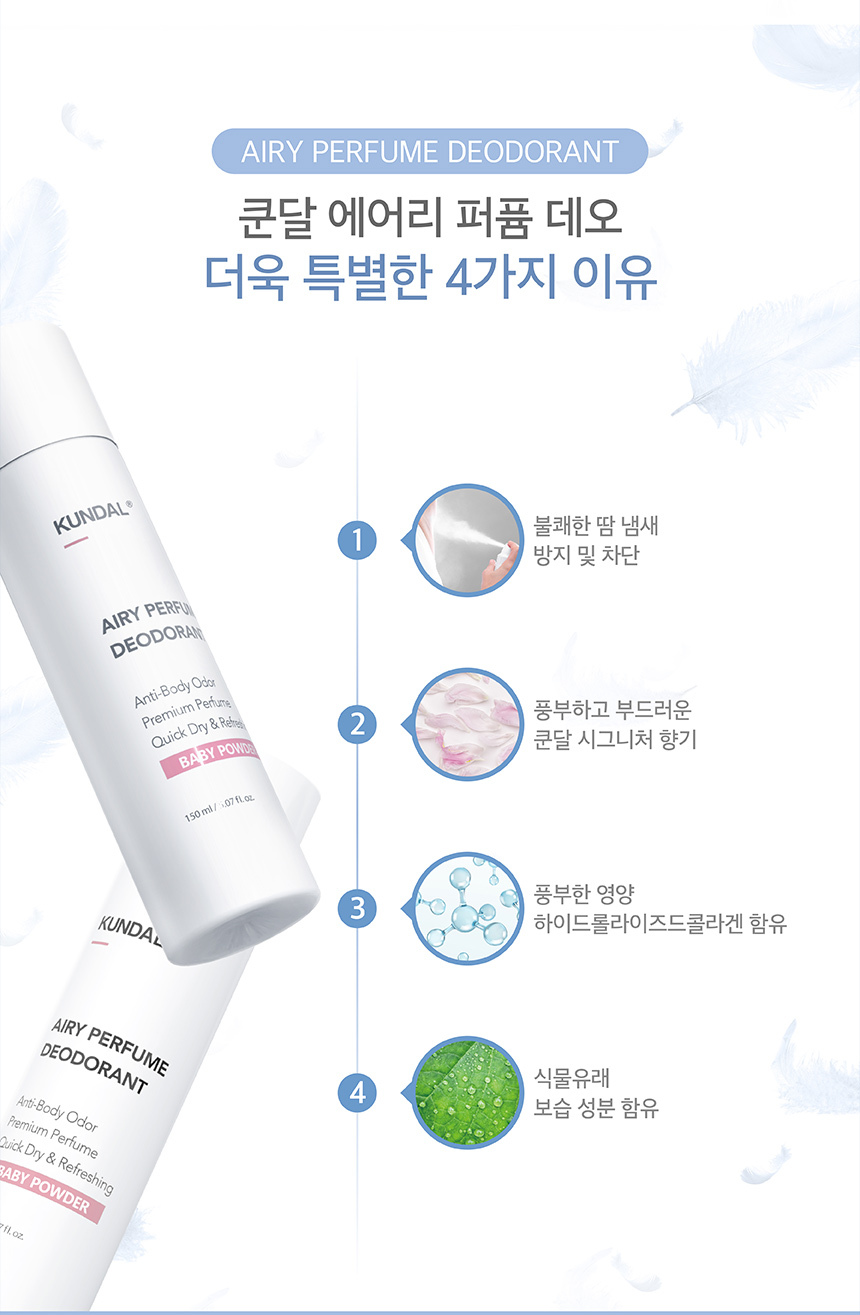 AIRY PERFUME DEODORANT
쿤달 에어리 퍼퓸 데오
더욱 특별한 4가지 이유
KUNDAL®
AIRY
DEODORANT
Anti-Body Odor
Premium Perfume
Quick Dry &
BABY
150 ml /
1
불쾌한 땀 냄새
방지 및 차단
2
풍부하고 부드러운
쿤달 시그니처 향기
3
풍부한 영양
하이드롤라이즈드콜라겐 함유
4
식물유래
보습 성분 함유
AIRY PERFUME
DEODORANT
Anti-Body Odor
Premium Perfume
Quick Dry & Refreshing
BABY POWDER
fl. oz.